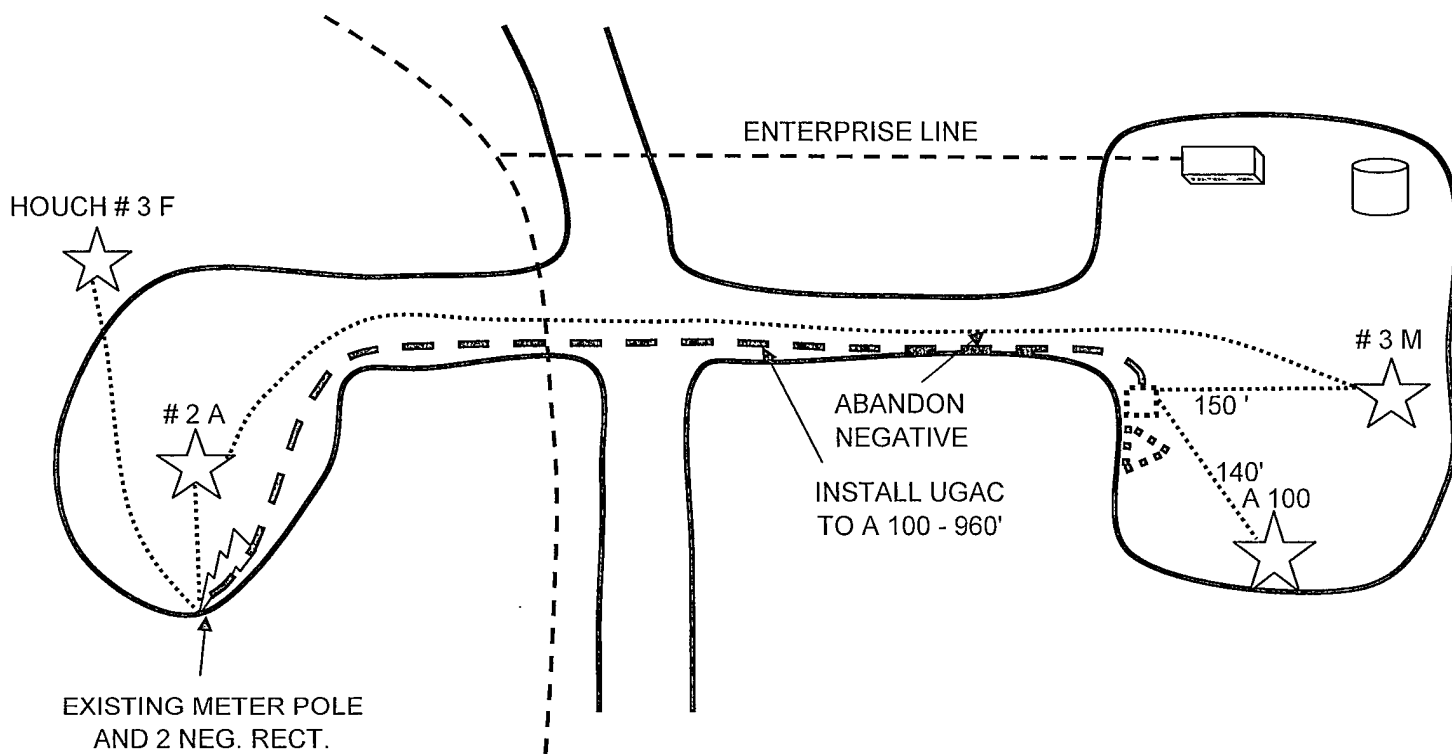 ENTERPRISE LINE
HOUCH # 3 F
# 3 M
# 2 A
150 '
ABANDON
NEGATIVE
140'
A 100
INSTALL UGAC
TO A 100 - 960'
EXISTING METER POLE
AND 2 NEG. RECT.